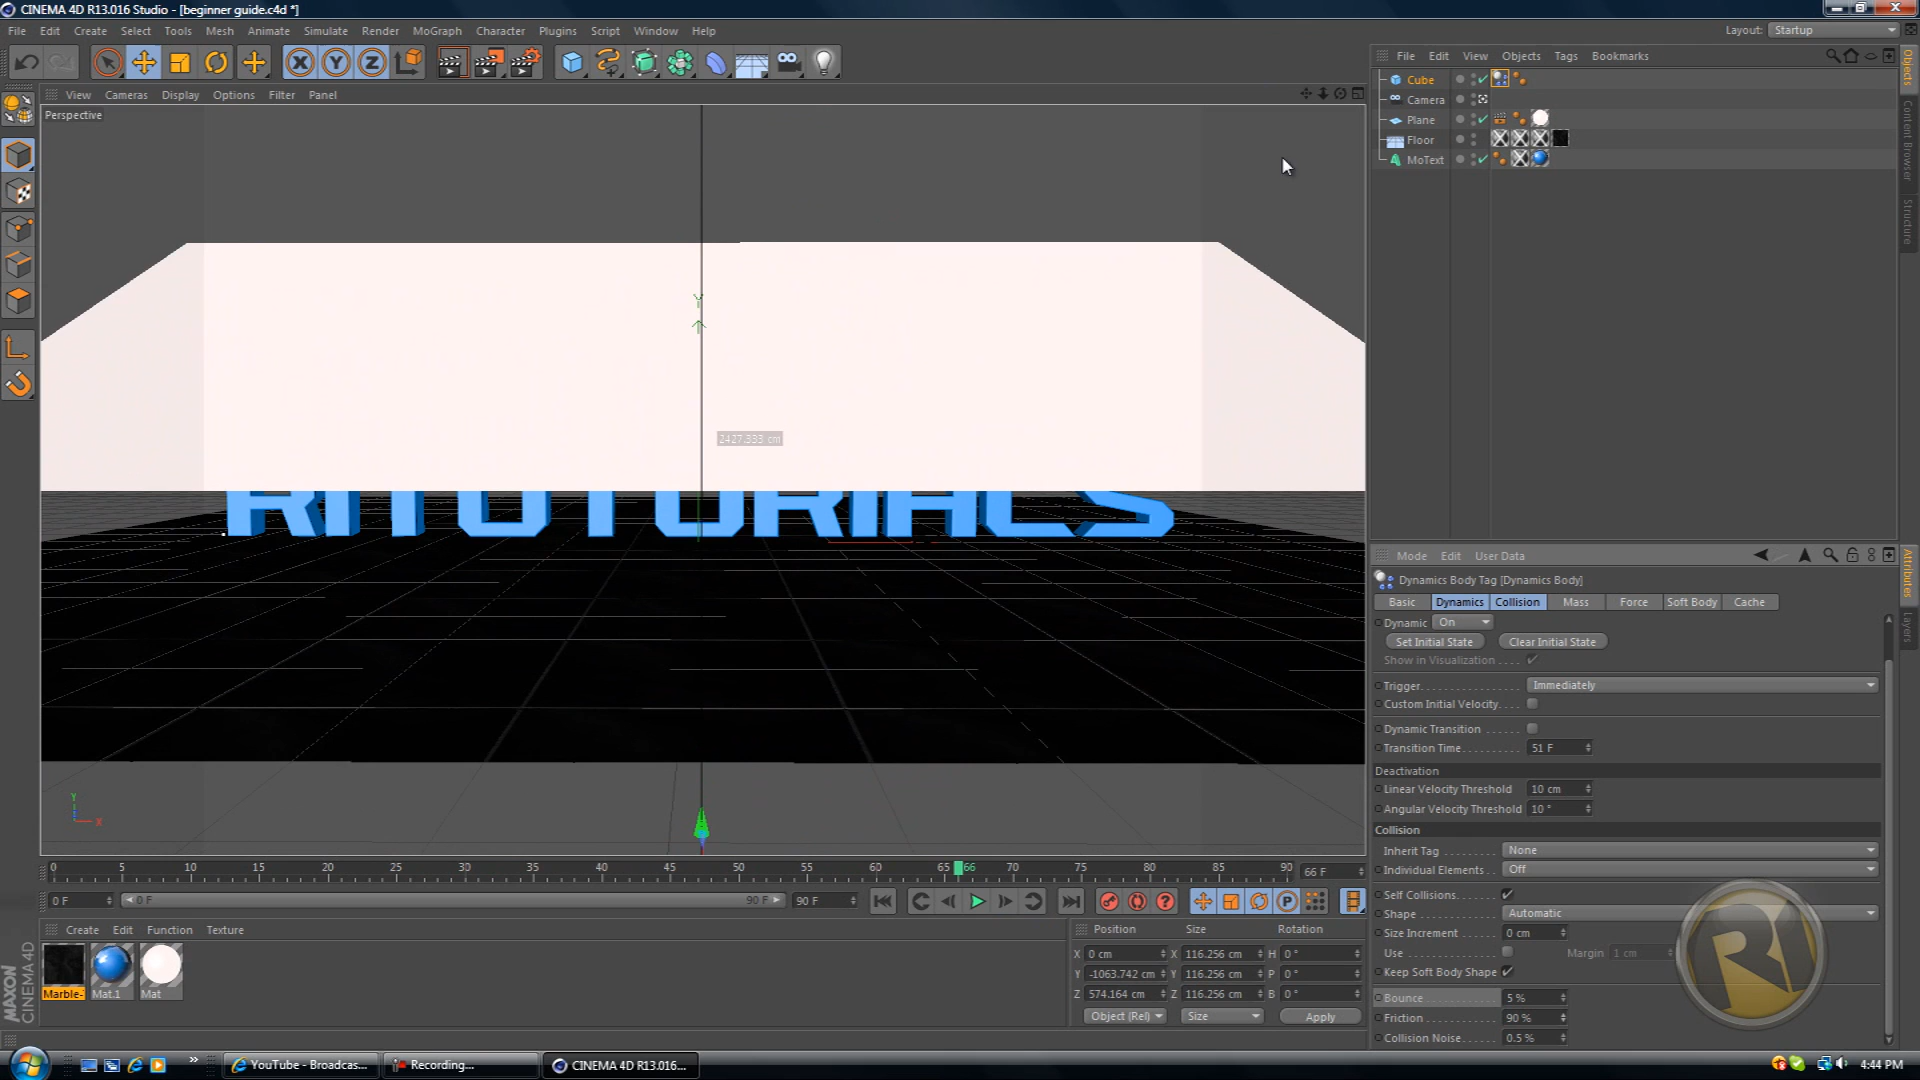 CINEMA 4D R13.016 Studio - [beginner guide.c4d *]
File Edit Create Select Tools Mesh Animate Simulate Render MoGraph Character Plugins Script Window Help
Layout: Startup
File Edit View Objects Tags Bookmarks
View Cameras Display Options Filter Panel
Perspective
Cube
Camera
Plane
Floor
MoText
Objects
Content Browser
Structure
Y
2427.333 cm
RITUTORIALS
Y
X
Mode Edit User Data
Dynamics Body Tag [Dynamics Body]
Basic Dynamics Collision Mass Force Soft Body Cache
Dynamic On
Set Initial State Clear Initial State
Show in Visualization
Trigger Immediately
Custom Initial Velocity
Dynamic Transition
Transition Time 51 F
Deactivation
Linear Velocity Threshold 10 cm
Angular Velocity Threshold 10 °
Collision
Inherit Tag None
Individual Elements Off
Self Collisions
Shape Automatic
Size Increment 0 cm
Use Margin 1 cm
Keep Soft Body Shape
Bounce 5 %
Friction 90 %
Collision Noise 0.5 %
Attributes
Layers
0 5 10 15 20 25 30 35 40 45 50 55 60 65 66 70 75 80 85 90 66 F
0 F 0 F 90 F 90 F
Create Edit Function Texture
Marble- Mat.1 Mat
Position Size Rotation
X 0 cm X 116.256 cm H 0 °
Y -1063.742 cm Y 116.256 cm P 0 °
Z 574.164 cm Z 116.256 cm B 0 °
Object (Rel) Size Apply
MAXON
CINEMA 4D
RI
YouTube - Broadcas... Recording... CINEMA 4D R13.016... 4:44 PM